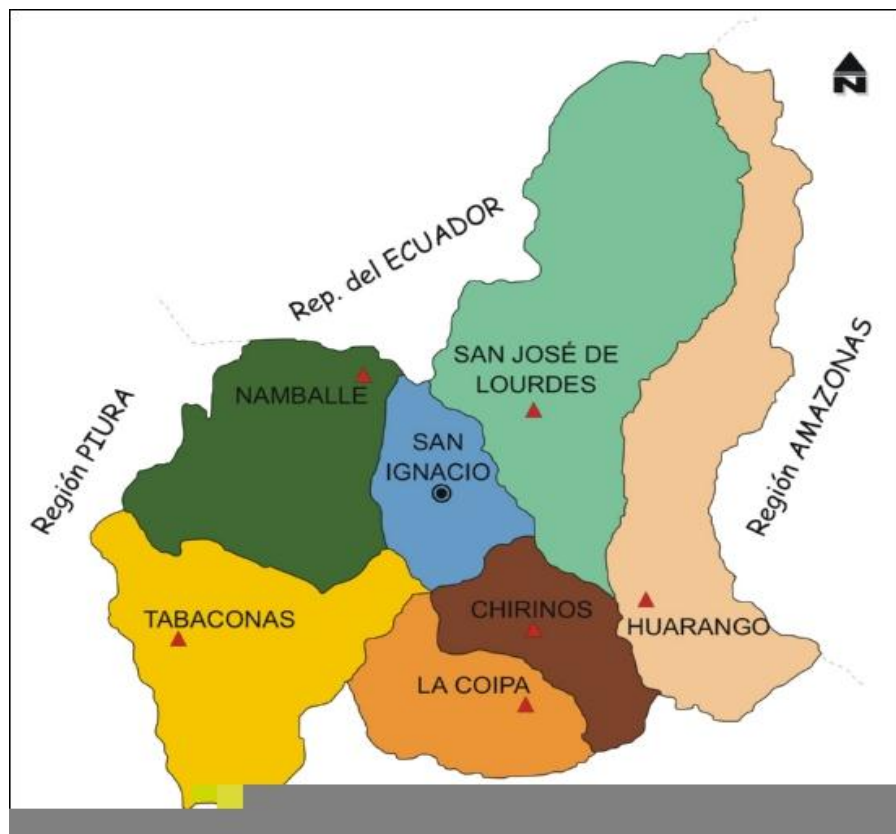 N
Rep. del ECUADOR
SAN JOSÉ DE
LOURDES
NAMBALLE
Región PIURA
SAN
IGNACIO
Región AMAZONAS
TABACONAS
CHIRINOS
HUARANGO
LA COIPA